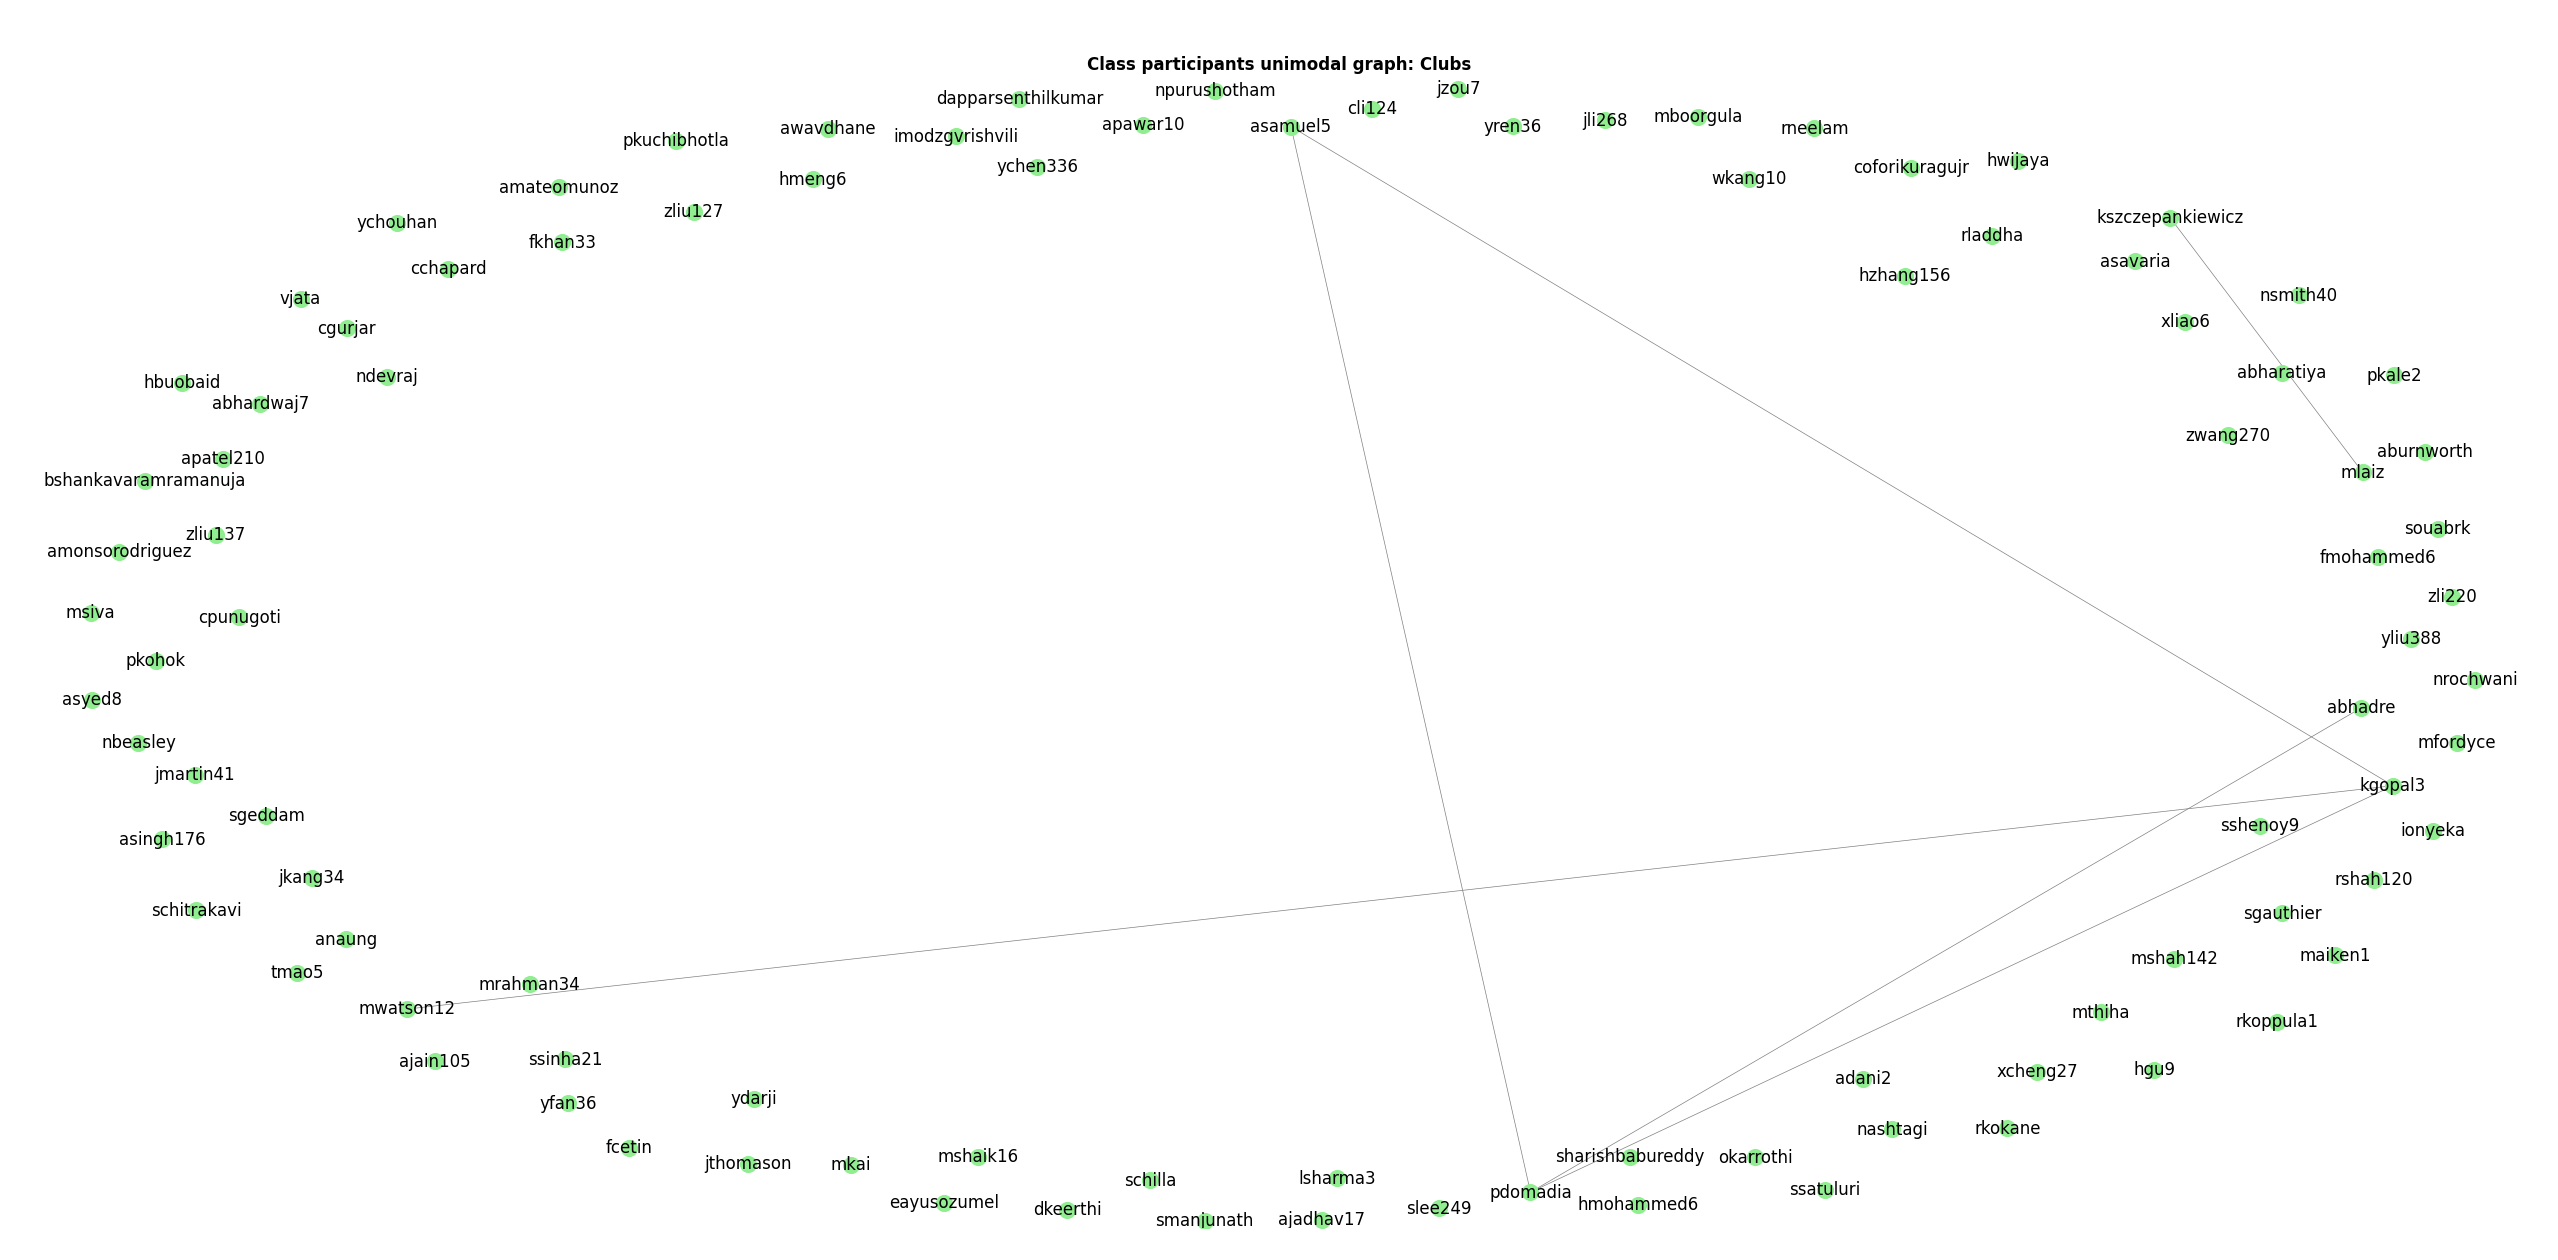 Class participants unimodal graph: Clubs
jzou7
npurushotham
dapparsenthilkumar
cli124
mboorgula
jli268
apawar10
asamuel5
yren36
awavdhane
rneelam
imodzgvrishvili
pkuchibhotla
hwijaya
ychen336
coforikuragujr
hmeng6
wkang10
amateomunoz
zliu127
kszczepankiewicz
ychouhan
rladdha
fkhan33
asavaria
cchapard
hzhang156
nsmith40
vjata
xliao6
cgurjar
abharatiya
pkale2
ndevraj
hbuobaid
abhardwaj7
zwang270
aburnworth
apatel210
mlaiz
bshankavaramramanuja
souabrk
zliu137
amonsorodriguez
fmohammed6
zli220
msiva
cpunugoti
yliu388
pkohok
nrochwani
asyed8
abhadre
nbeasley
mfordyce
jmartin41
kgopal3
sgeddam
sshenoy9
ionyeka
asingh176
jkang34
rshah120
schitrakavi
sgauthier
anaung
maiken1
mshah142
tmao5
mrahman34
mwatson12
mthiha
rkoppula1
ssinha21
ajain105
hgu9
xcheng27
adani2
ydarji
yfan36
rkokane
nashtagi
fcetin
mshaik16
sharishbabureddy
okarrothi
jthomason
mkai
lsharma3
schilla
ssatuluri
pdomadia
eayusozumel
hmohammed6
slee249
dkeerthi
smanjunath
ajadhav17